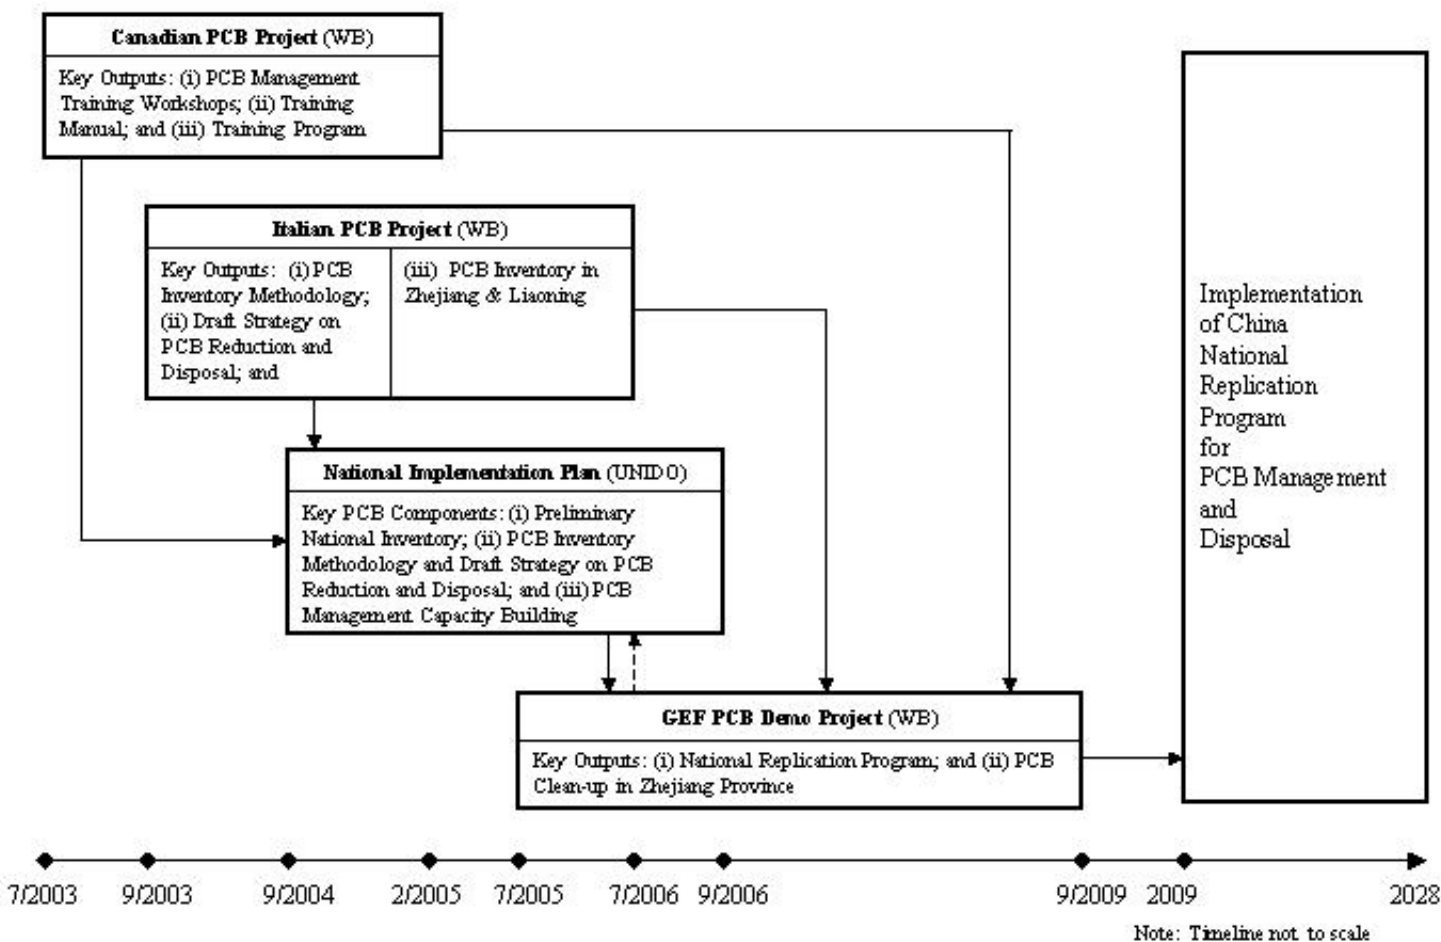 Canadian PCB Project (WB)
Key Outputs: (i) PCB Management
Training Workshops; (ii) Training
Manual; and (iii) Training Program
Italian PCB Project (WB)
Key Outputs: (i) PCB
Inventory Methodology;
(ii) Draft Strategy on
PCB Reduction and
Disposal; and
(iii) PCB Inventory in
Zhejiang & Liaoning
National Implementation Plan (UNIDO)
Key PCB Components: (i) Preliminary
National Inventory; (ii) PCB Inventory
Methodology and Draft Strategy on PCB
Reduction and Disposal; and (iii) PCB
Management Capacity Building
GEF PCB Demo Project (WB)
Key Outputs: (i) National Replication Program; and (ii) PCB
Clean-up in Zhejiang Province
Implementation
of China
National
Replication
Program
for
PCB Management
and
Disposal
7/2003 9/2003 9/2004 2/2005 7/2005 7/2006 9/2006 9/2009 2009 2028
Note: Timeline not to scale